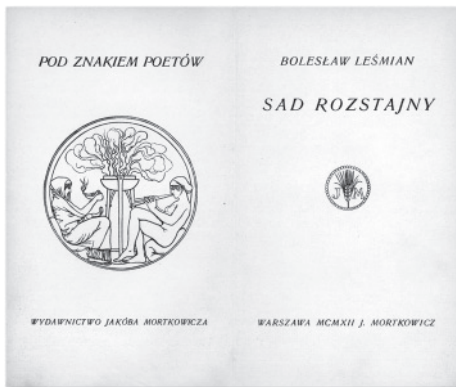 POD ZNAKIEM POETÓW
WYDAWNICTWO JAKÓBA MORTKOWICZA
BOLESŁAW LEŚMIAN
SAD ROZSTAJNY
J M
WARSZAWA MCMXII J. MORTKOWICZ